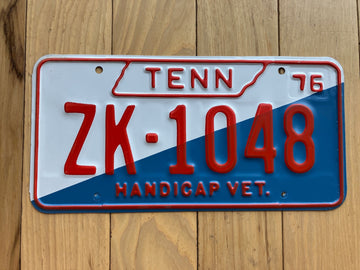 TENN 76
ZK·1048
HANDICAP VET.